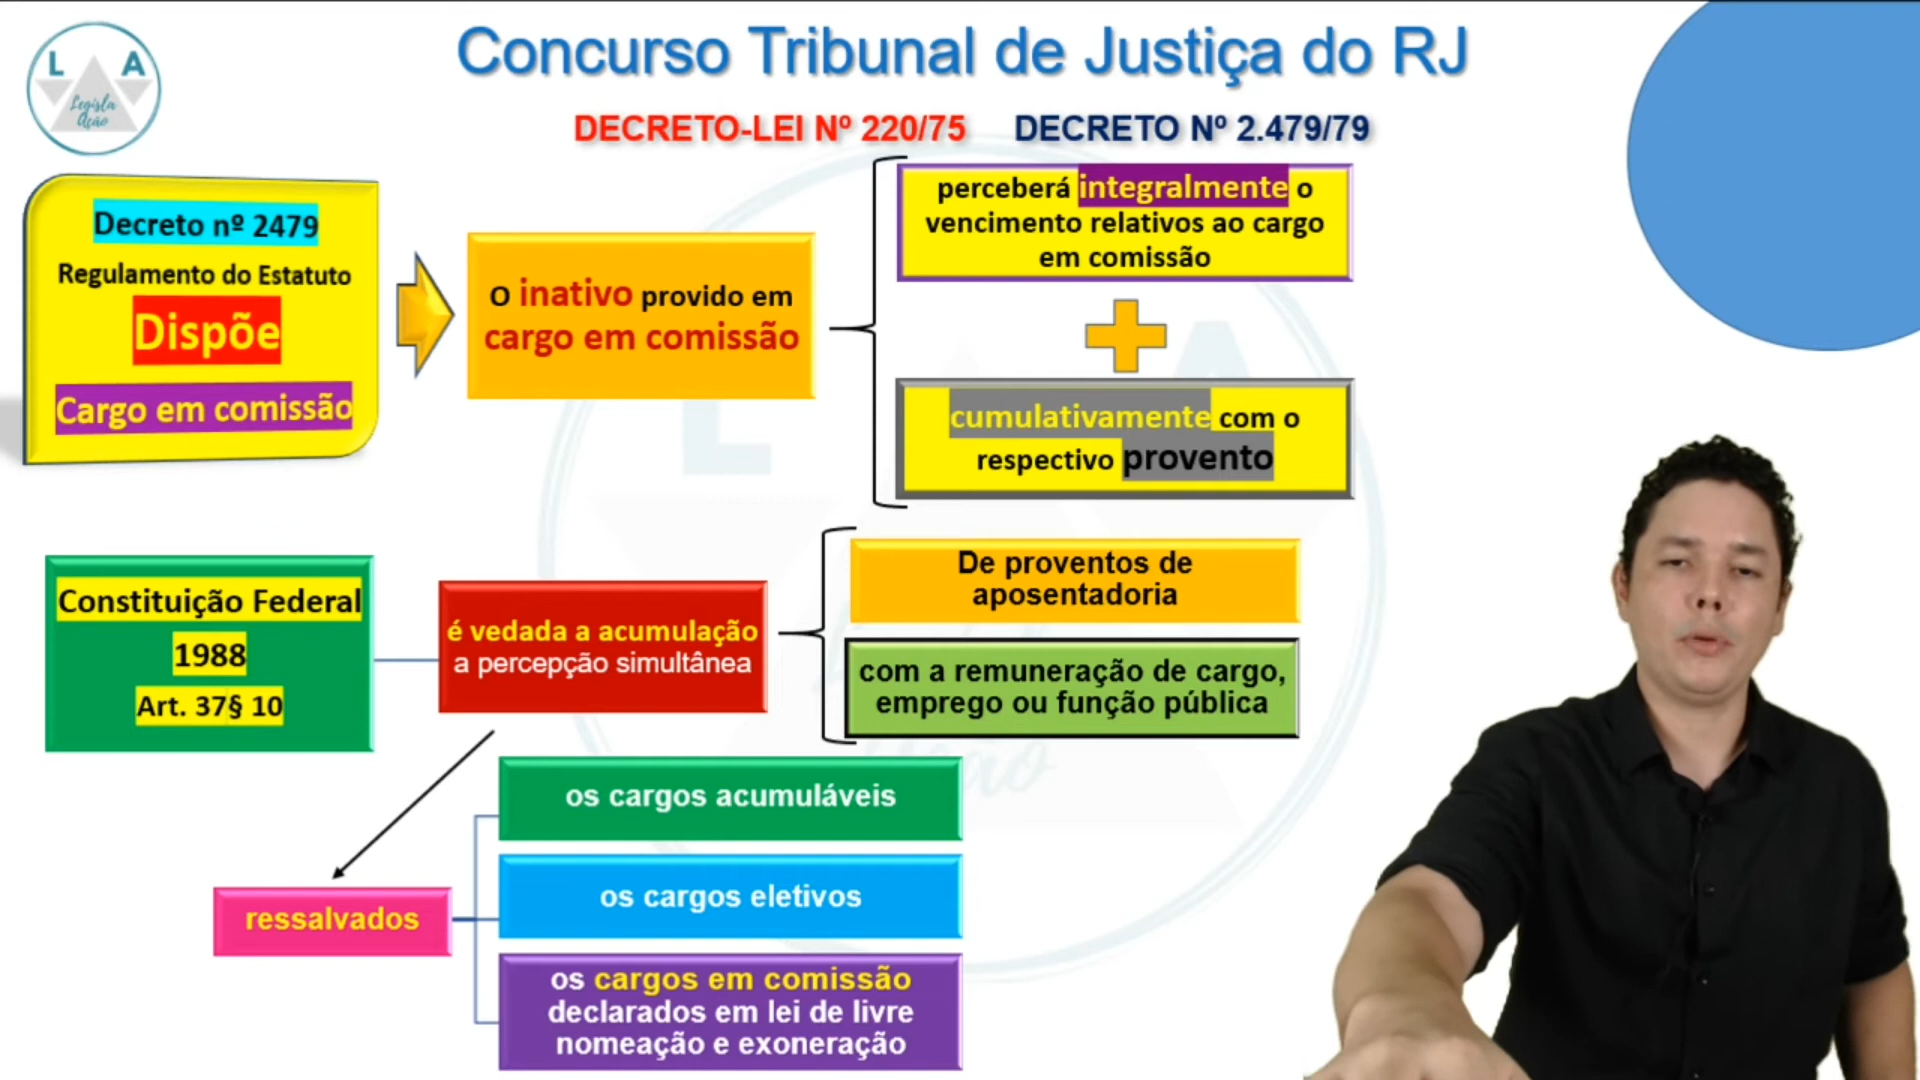 L A
Legisla
Ação
Concurso Tribunal de Justiça do RJ
DECRETO-LEI Nº 220/75 DECRETO Nº 2.479/79
Decreto nº 2479
Regulamento do Estatuto
Dispõe
Cargo em comissão
O inativo provido em
cargo em comissão
perceberá integralmente o
vencimento relativos ao cargo
em comissão
cumulativamente com o
respectivo provento
Constituição Federal
1988
Art. 37§ 10
é vedada a acumulação
a percepção simultânea
De proventos de
aposentadoria
com a remuneração de cargo,
emprego ou função pública
ressalvados
os cargos acumuláveis
os cargos eletivos
os cargos em comissão
declarados em lei de livre
nomeação e exoneração